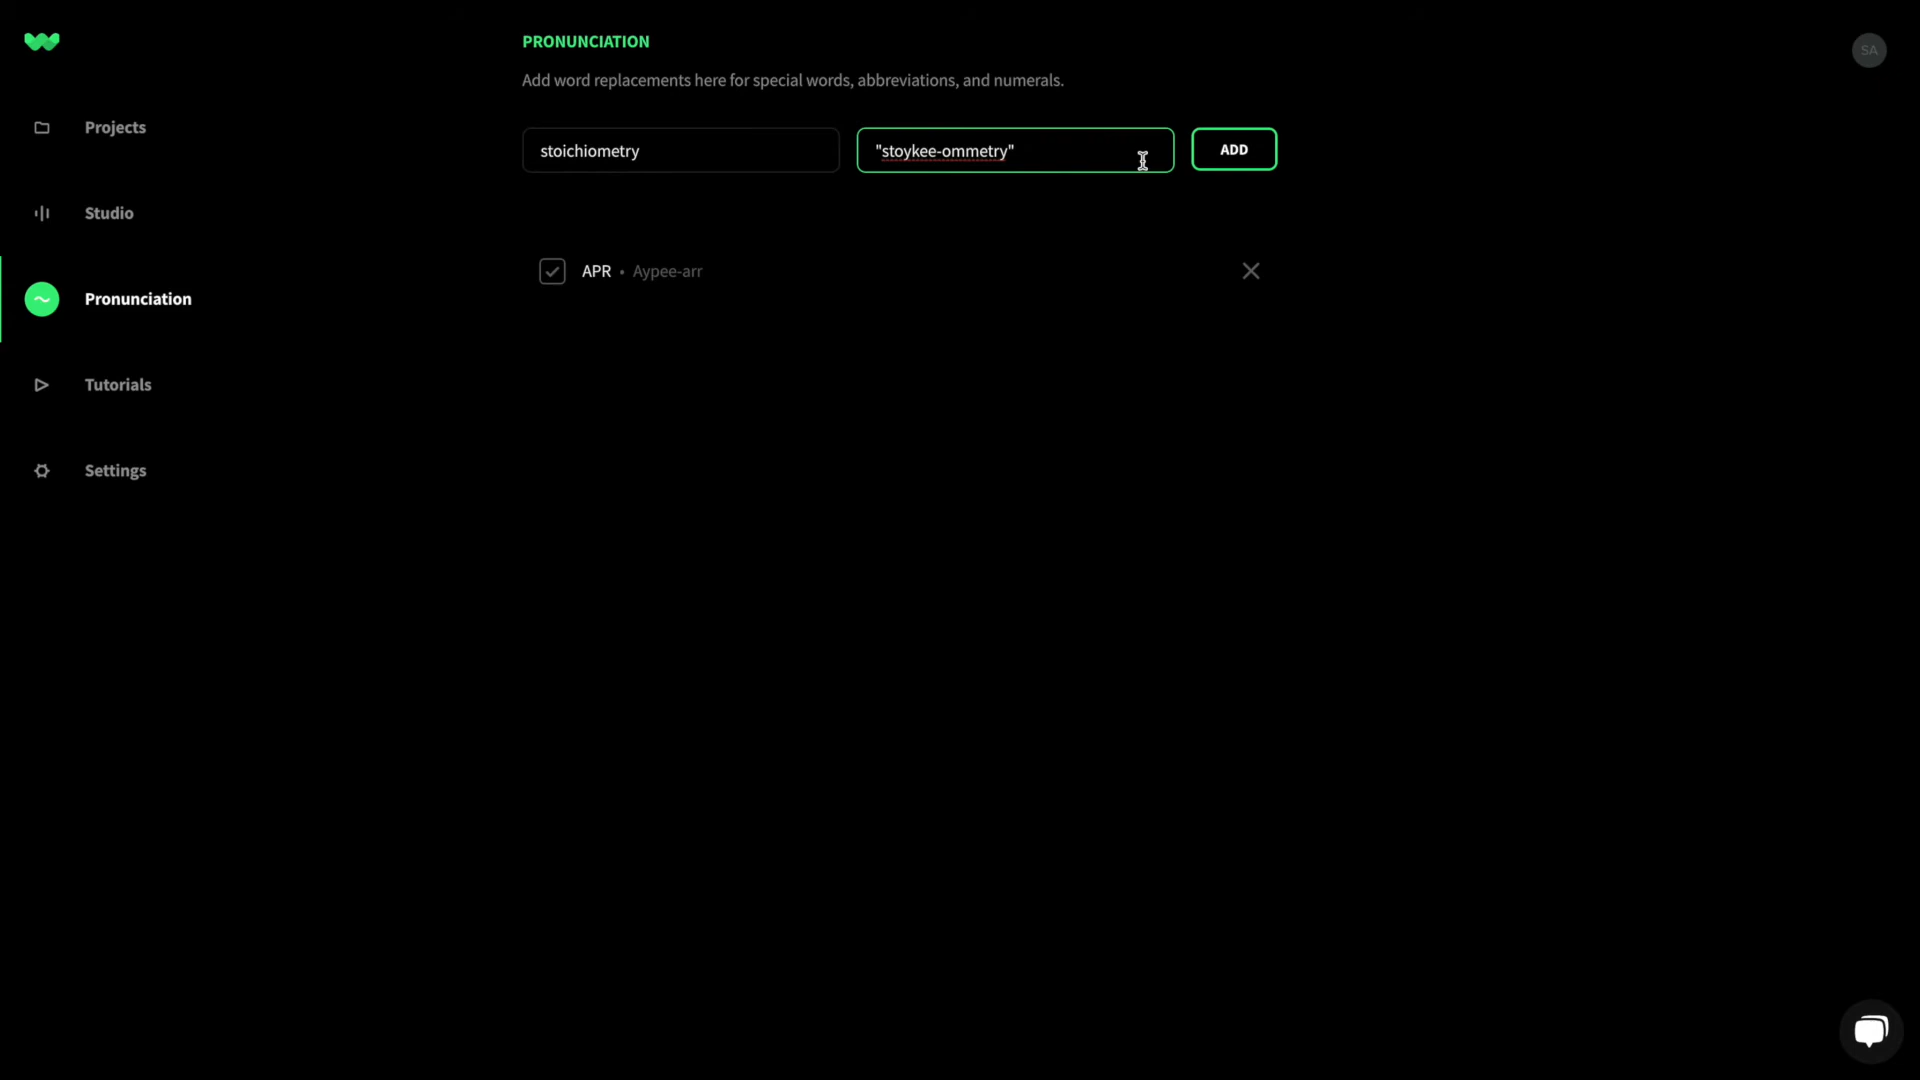 PRONUNCIATION
SA
Add word replacements here for special words, abbreviations, and numerals.
Projects
stoichiometry
"stoykee-ommetry"
ADD
Studio
APR • Aypee-arr
Pronunciation
Tutorials
Settings